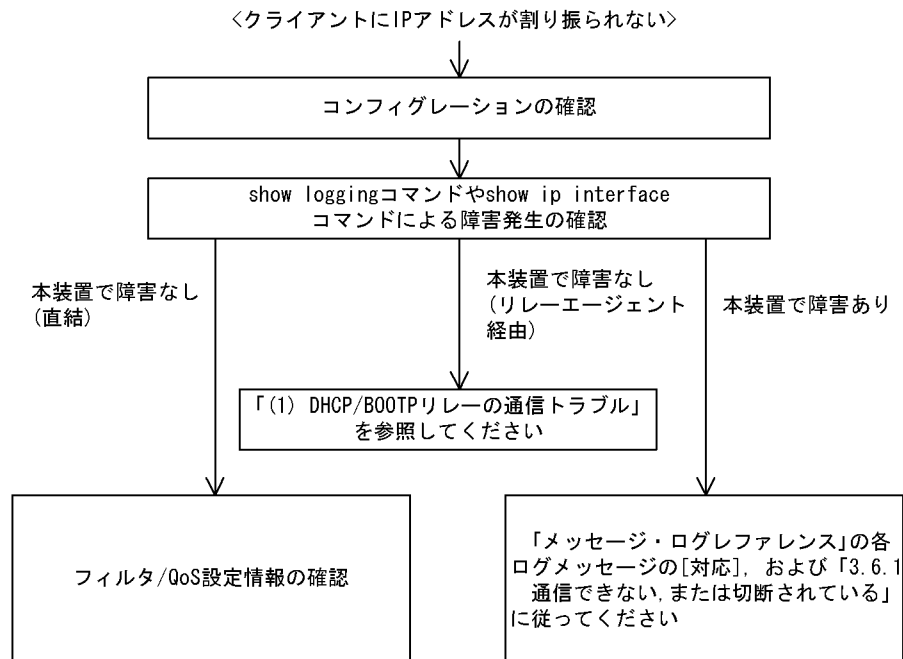 <クライアントにIPアドレスが割り振られない>
コンフィグレーションの確認
show loggingコマンドやshow ip interface
コマンドによる障害発生の確認
本装置で障害なし
(直結)
本装置で障害なし
(リレーエージェント
経由)
本装置で障害あり
「(1) DHCP/BOOTPリレーの通信トラブル」
を参照してください
フィルタ/QoS設定情報の確認
「メッセージ・ログレファレンス」の各
ログメッセージの[対応], および「3.6.1
通信できない,または切断されている」
に従ってください